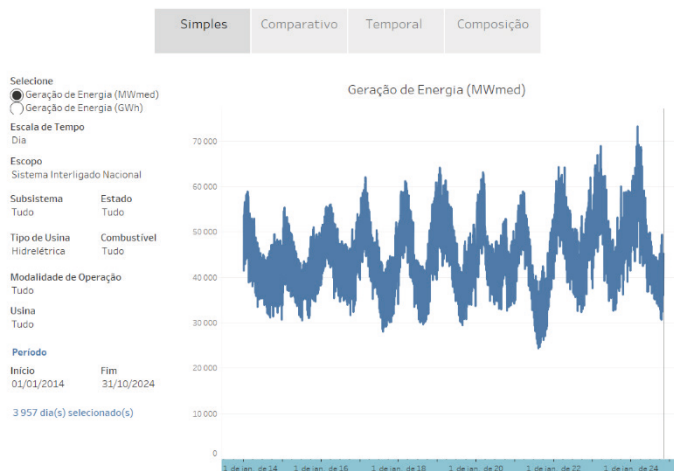 Simples Comparativo Temporal Composição
Selecione
Geração de Energia (MWmed)
Geração de Energia (GWh)
Escala de Tempo
Dia
Escopo
Sistema Interligado Nacional
Subsistema Estado
Tudo Tudo
Tipo de Usina Combustível
Hidrelétrica Tudo
Modalidade de Operação
Tudo
Usina
Tudo
Período
Início Fim
01/01/2014 31/10/2024
3 957 dia(s) selecionado(s)
Geração de Energia (MWmed)
70 000
60 000
50 000
40 000
30 000
20 000
10 000
0
1 de jan. de 14 1 de jan. de 16 1 de jan. de 18 1 de jan. de 20 1 de jan. de 22 1 de jan. de 24